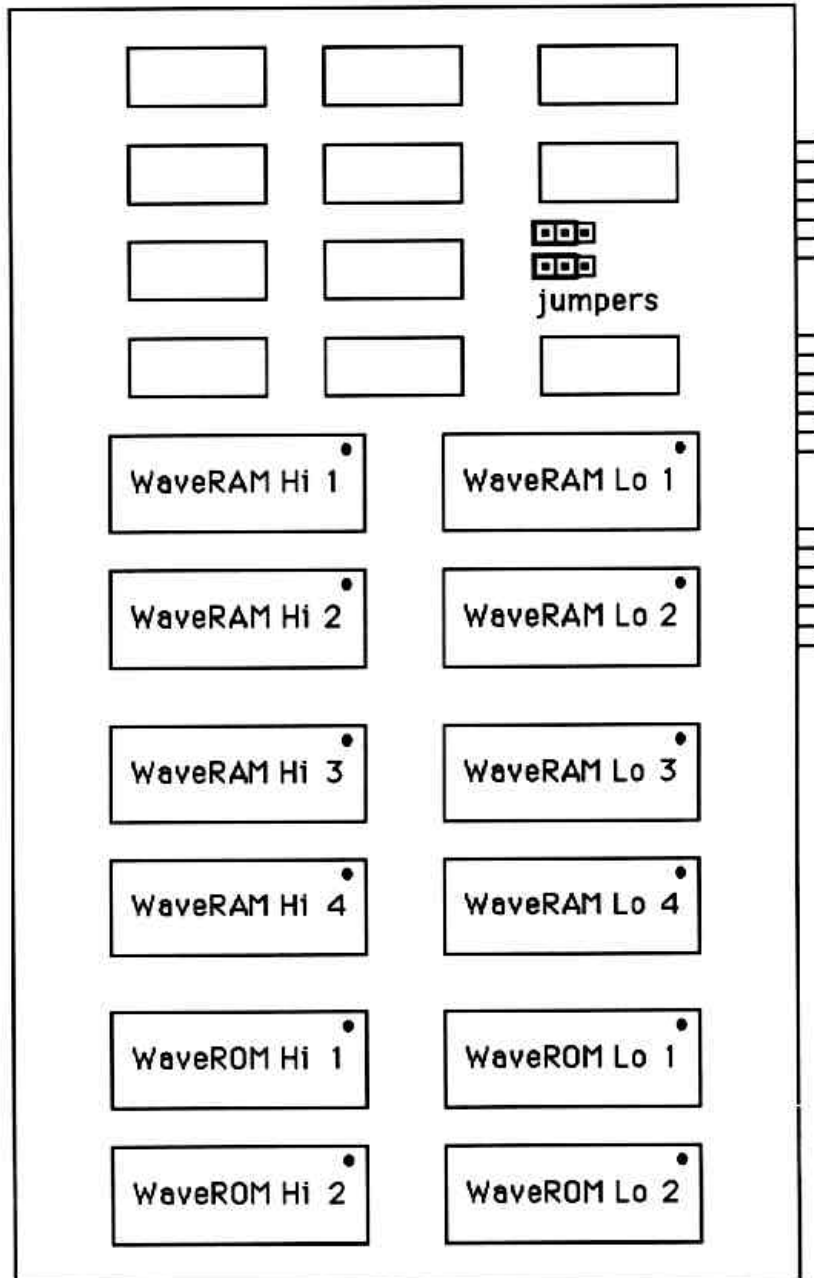 jumpers
WaveRAM Hi 1
WaveRAM Lo 1
WaveRAM Hi 2
WaveRAM Lo 2
WaveRAM Hi 3
WaveRAM Lo 3
WaveRAM Hi 4
WaveRAM Lo 4
WaveROM Hi 1
WaveROM Lo 1
WaveROM Hi 2
WaveROM Lo 2